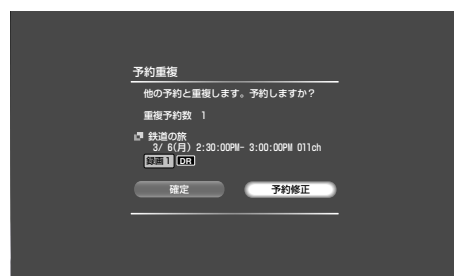 予約重複
他の予約と重複します。予約しますか？
重複予約数 1
鉄道の旅
3/ 6(月) 2:30:00PM- 3:00:00PM 011ch
録画1 DR
確定 予約修正